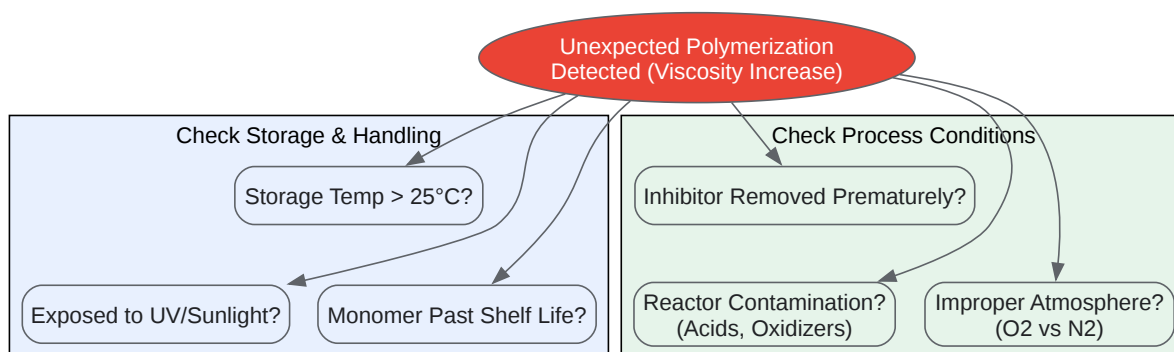 Unexpected Polymerization
Detected (Viscosity Increase)
Check Storage & Handling
Storage Temp > 25°C?
Exposed to UV/Sunlight?
Monomer Past Shelf Life?
Check Process Conditions
Inhibitor Removed Prematurely?
Reactor Contamination?
(Acids, Oxidizers)
Improper Atmosphere?
(O2 vs N2)